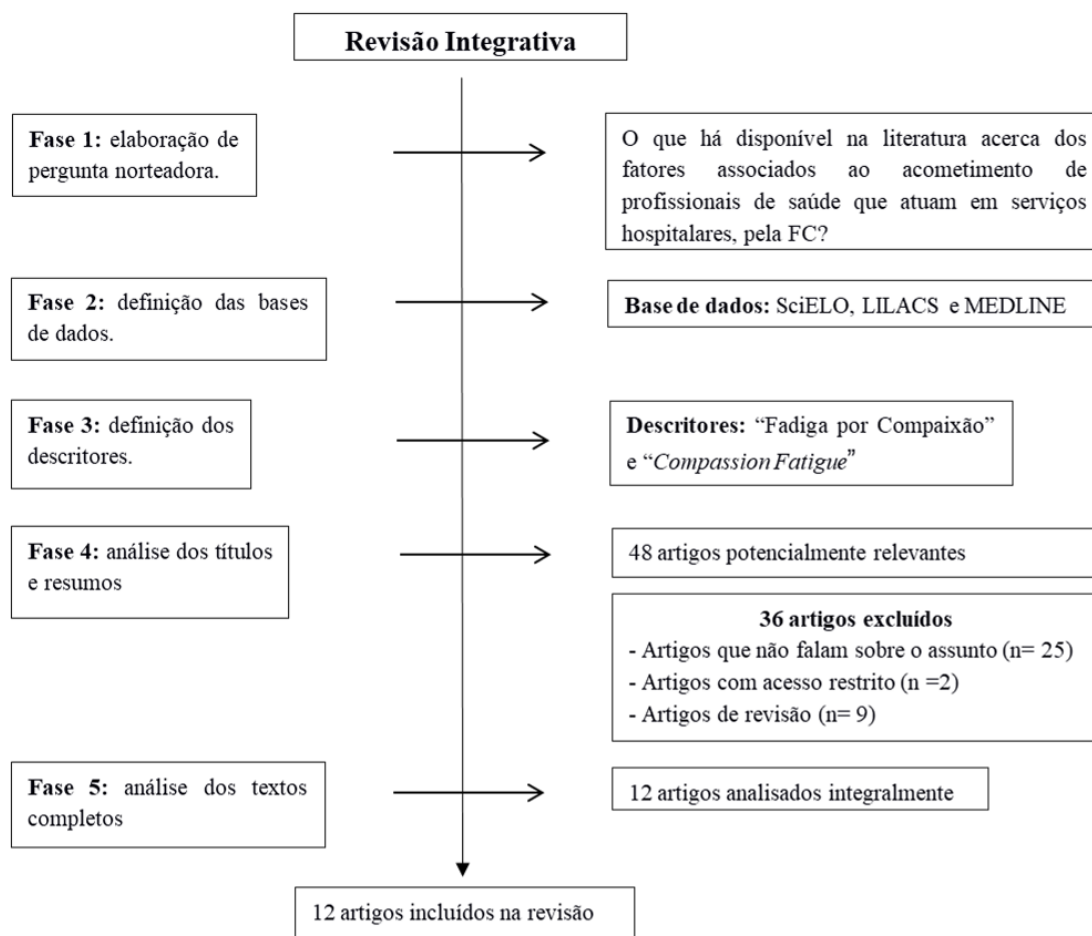 Revisão Integrativa
Fase 1: elaboração de
pergunta norteadora.
O que há disponível na literatura acerca dos
fatores associados ao acometimento de
profissionais de saúde que atuam em serviços
hospitalares, pela FC?
Fase 2: definição das bases
de dados.
Base de dados: SciELO, LILACS e MEDLINE
Fase 3: definição dos
descritores.
Descritores: “Fadiga por Compaixão”
e “Compassion Fatigue”
Fase 4: análise dos títulos
e resumos
48 artigos potencialmente relevantes
36 artigos excluídos
- Artigos que não falam sobre o assunto (n= 25)
- Artigos com acesso restrito (n =2)
- Artigos de revisão (n= 9)
Fase 5: análise dos textos
completos
12 artigos analisados integralmente
12 artigos incluídos na revisão